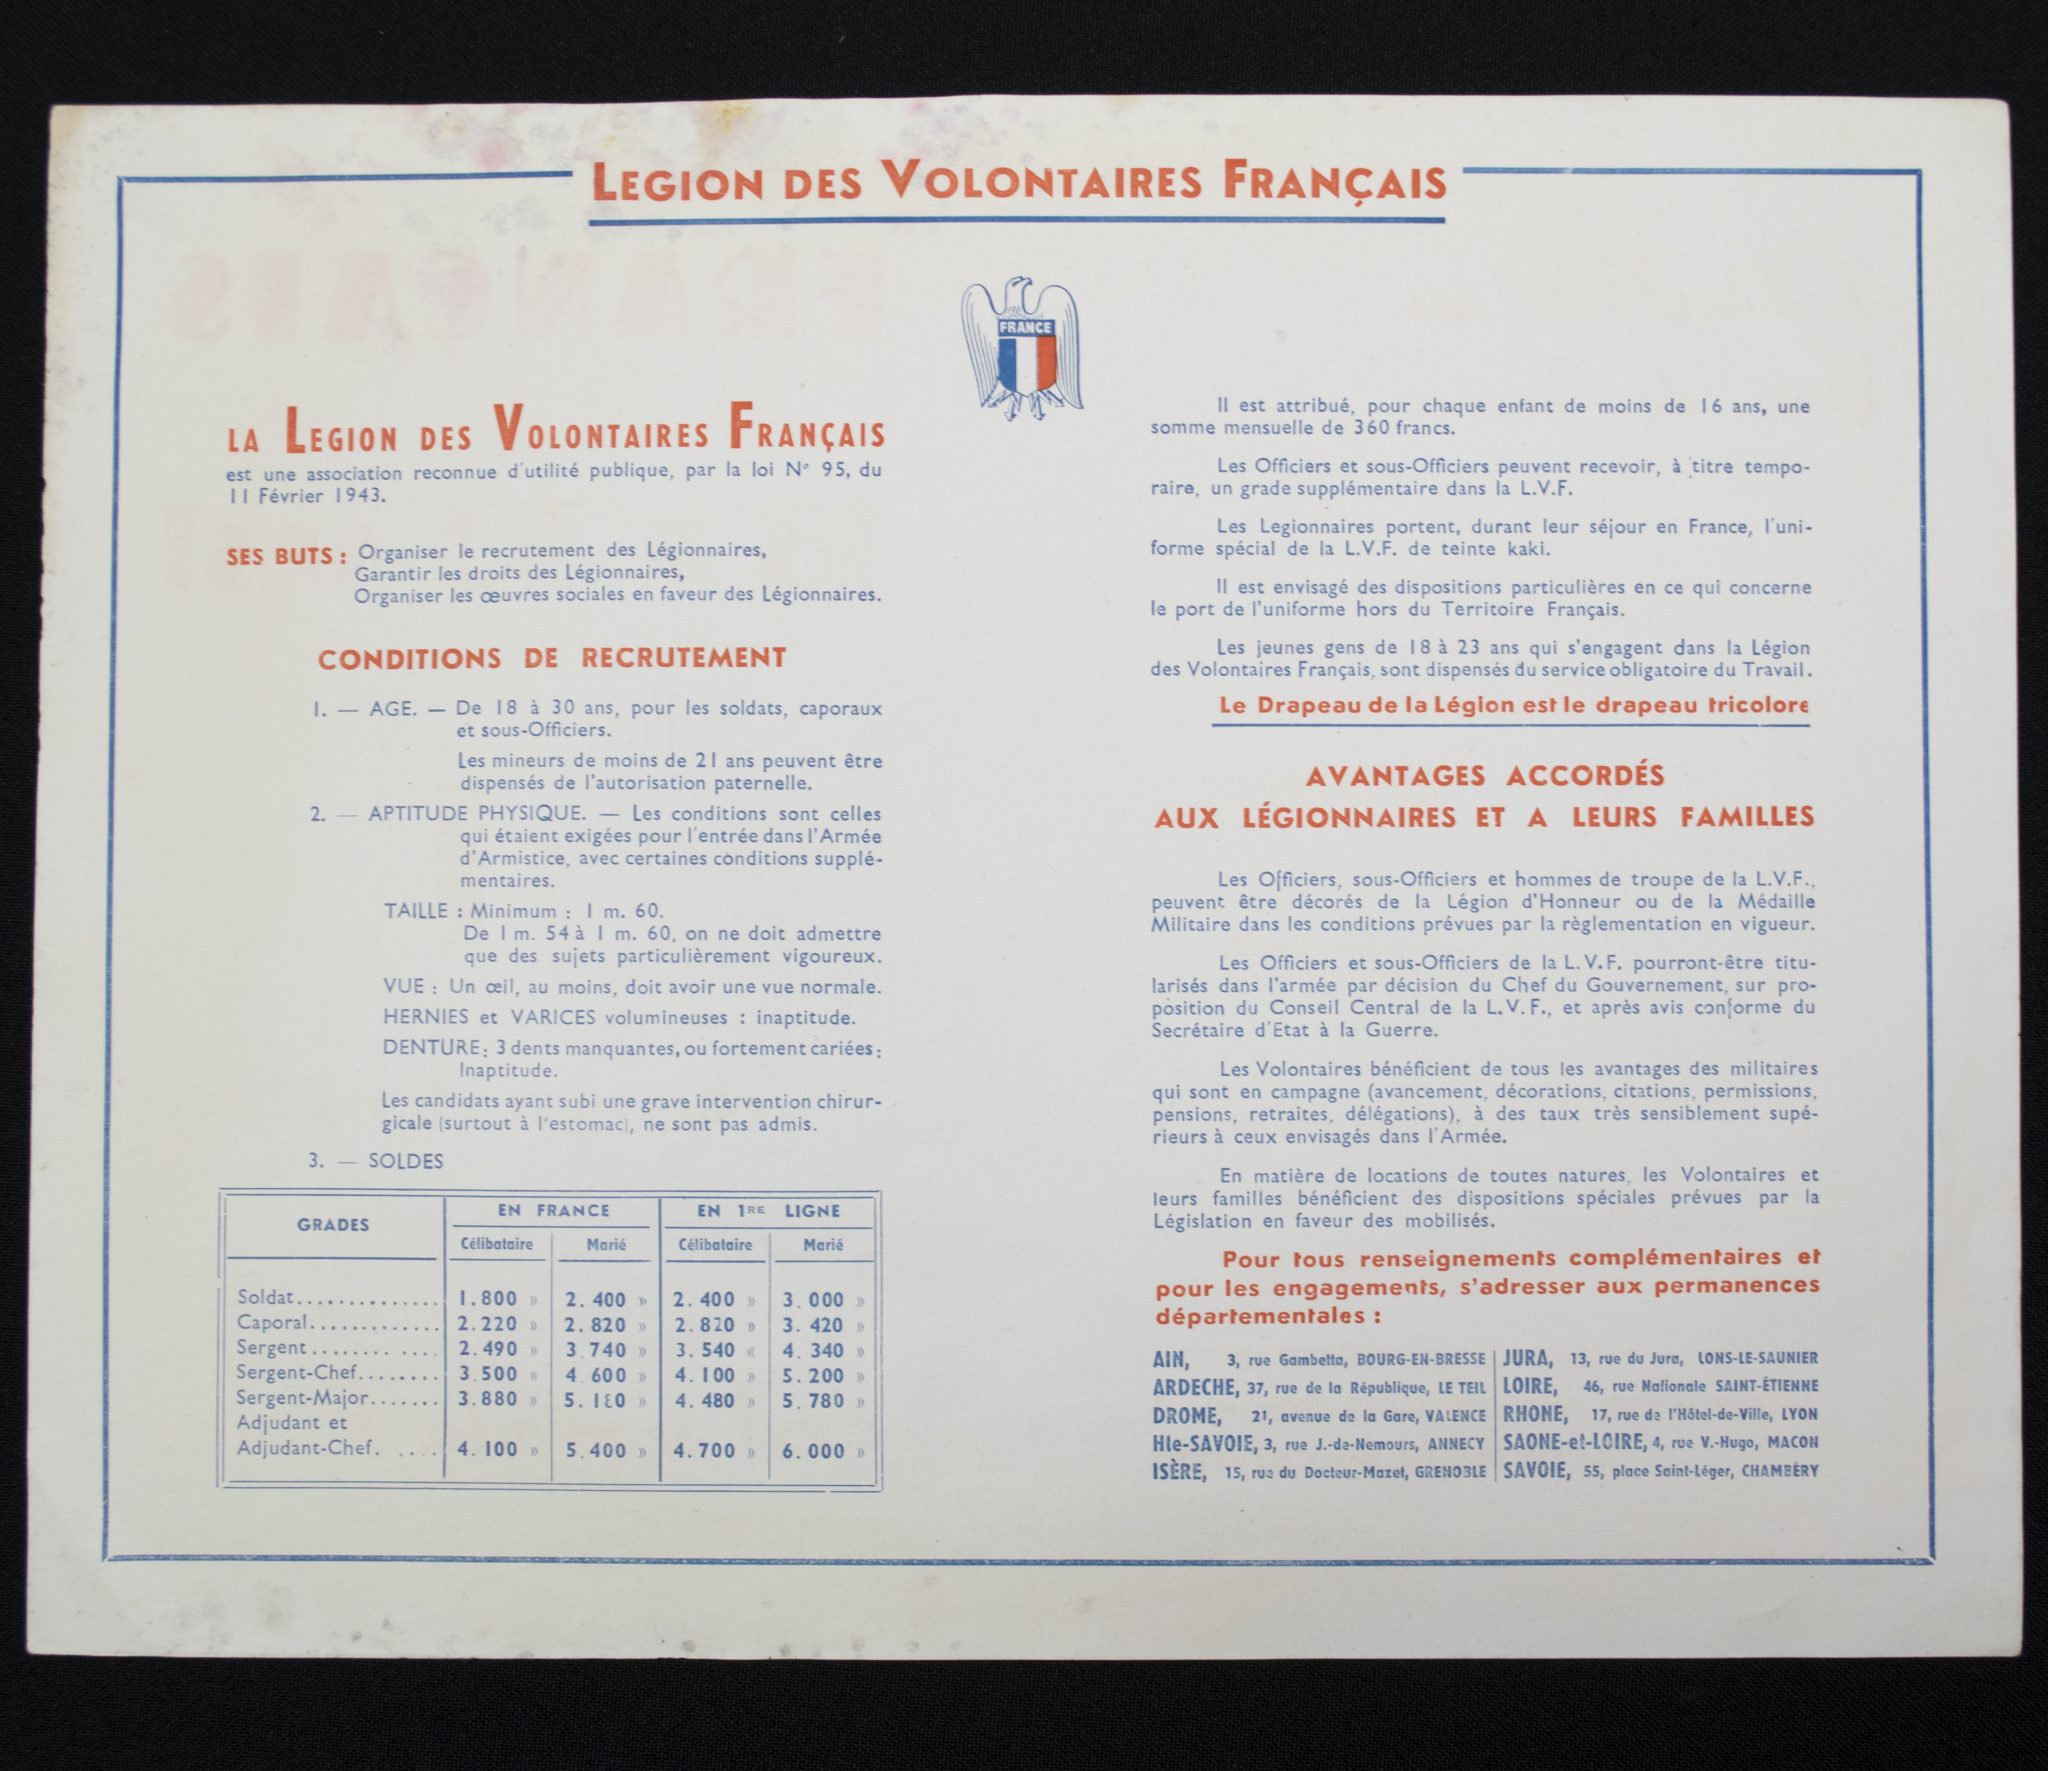 LEGION DES VOLONTAIRES FRANÇAIS
FRANCE
LA LEGION DES VOLONTAIRES FRANÇAIS
est une association reconnue d'utilité publique, par la loi N° 95, du
11 Février 1943.
SES BUTS : Organiser le recrutement des Légionnaires,
Garantir les droits des Légionnaires,
Organiser les œuvres sociales en faveur des Légionnaires.
CONDITIONS DE RECRUTEMENT
1. — AGE. — De 18 à 30 ans, pour les soldats, caporaux
et sous-Officiers.
Les mineurs de moins de 21 ans peuvent être
dispensés de l'autorisation paternelle.
2. — APTITUDE PHYSIQUE. — Les conditions sont celles
qui étaient exigées pour l'entrée dans l'Armée
d'Armistice, avec certaines conditions supplé-
mentaires.
TAILLE : Minimum : 1 m. 60.
De 1 m. 54 à 1 m. 60, on ne doit admettre
que des sujets particulièrement vigoureux.
VUE : Un œil, au moins, doit avoir une vue normale.
HERNIES et VARICES volumineuses : inaptitude.
DENTURE : 3 dents manquantes, ou fortement cariées :
Inaptitude.
Les candidats ayant subi une grave intervention chirur-
gicale (surtout à l'estomac), ne sont pas admis.
3. — SOLDES
GRADES EN FRANCE EN 1RE LIGNE
Célibataire Marié Célibataire Marié
Soldat.............. 1.800 » 2.400 » 2.400 » 3.000 »
Caporal............. 2.220 » 2.820 » 2.820 » 3.420 »
Sergent........ .... 2.490 » 3.740 » 3.540 « 4.340 »
Sergent-Chef........ 3.500 » 4.600 » 4.100 » 5.200 »
Sergent-Major....... 3.880 » 5.180 » 4.480 » 5.780 »
Adjudant et
Adjudant-Chef. .... 4.100 » 5.400 » 4.700 » 6.000 »
Il est attribué, pour chaque enfant de moins de 16 ans, une
somme mensuelle de 360 francs.
Les Officiers et sous-Officiers peuvent recevoir, à titre tempo-
raire, un grade supplémentaire dans la L.V.F.
Les Legionnaires portent, durant leur séjour en France, l'uni-
forme spécial de la L.V.F. de teinte kaki.
Il est envisagé des dispositions particulières en ce qui concerne
le port de l'uniforme hors du Territoire Français.
Les jeunes gens de 18 à 23 ans qui s'engagent dans la Légion
des Volontaires Français, sont dispensés du service obligatoire du Travail.
Le Drapeau de la Légion est le drapeau tricolore
AVANTAGES ACCORDÉS
AUX LÉGIONNAIRES ET A LEURS FAMILLES
Les Officiers, sous-Officiers et hommes de troupe de la L.V.F.,
peuvent être décorés de la Légion d'Honneur ou de la Médaille
Militaire dans les conditions prévues par la règlementation en vigueur.
Les Officiers et sous-Officiers de la L.V.F. pourront-être titu-
larisés dans l'armée par décision du Chef du Gouvernement, sur pro-
position du Conseil Central de la L.V.F., et après avis conforme du
Secrétaire d'Etat à la Guerre.
Les Volontaires bénéficient de tous les avantages des militaires
qui sont en campagne (avancement, décorations, citations, permissions,
pensions, retraites, délégations), à des taux très sensiblement supé-
rieurs à ceux envisagés dans l'Armée.
En matière de locations de toutes natures, les Volontaires et
leurs familles bénéficient des dispositions spéciales prévues par la
Législation en faveur des mobilisés.
Pour tous renseignements complémentaires et
pour les engagements, s'adresser aux permanences
départementales :
AIN, 3, rue Gambetta, BOURG-EN-BRESSE JURA, 13, rue du Jura, LONS-LE-SAUNIER
ARDECHE, 37, rue de la République, LE TEIL LOIRE, 46, rue Nationale SAINT-ÉTIENNE
DROME, 21, avenue de la Gare, VALENCE RHONE, 17, rue de l'Hôtel-de-Ville, LYON
Hte-SAVOIE, 3, rue J.-de-Nemours, ANNECY SAONE-et-LOIRE, 4, rue V.-Hugo, MACON
ISÈRE, 15, rue du Docteur-Mazet, GRENOBLE SAVOIE, 55, place Saint-Léger, CHAMBÉRY